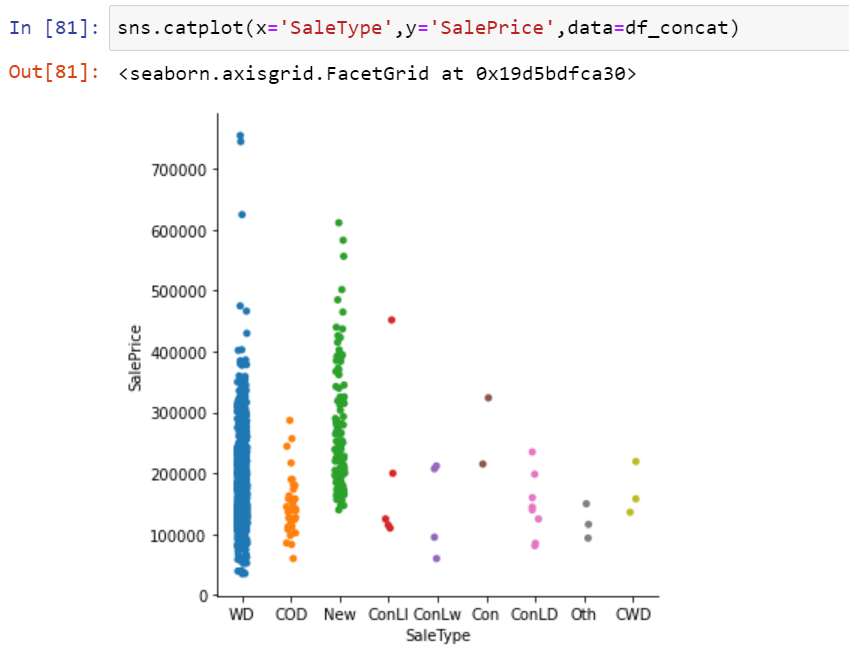 In [81]: sns.catplot(x='SaleType',y='SalePrice',data=df_concat)
Out[81]: <seaborn.axisgrid.FacetGrid at 0x19d5bdfca30>
700000
600000
500000
400000
300000
200000
100000
0
SalePrice
WD COD New ConLI ConLw Con ConLD Oth CWD
SaleType